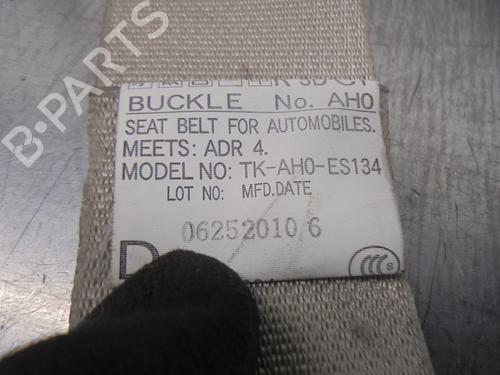 BUCKLE No. AH0
SEAT BELT FOR AUTOMOBILES.
MEETS: ADR 4.
MODEL NO: TK-AH0-ES134
LOT NO: MFD.DATE
06252010 6
D
CCC S
B